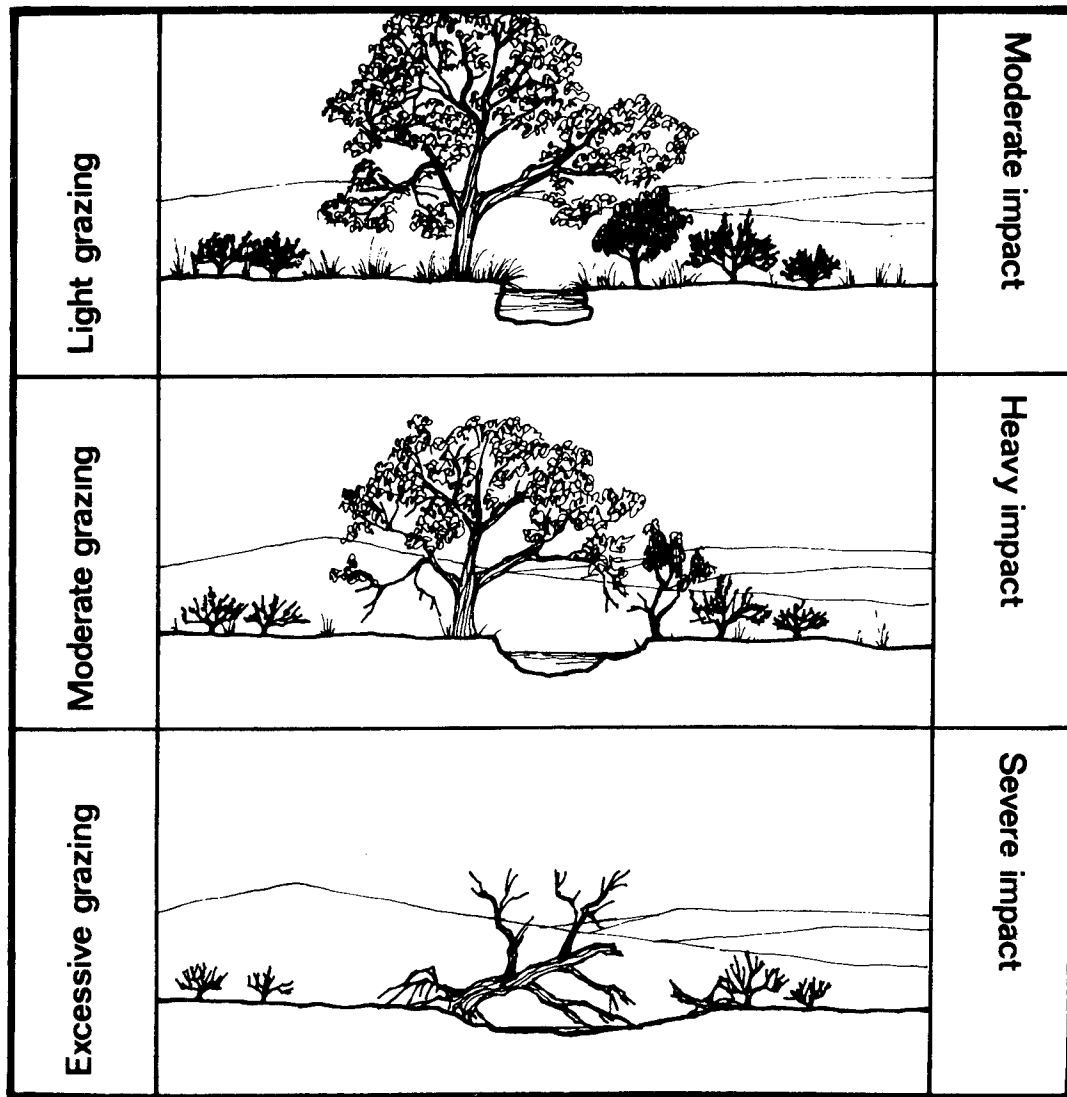 Light grazing
Moderate impact
Moderate grazing
Heavy impact
Excessive grazing
Severe impact